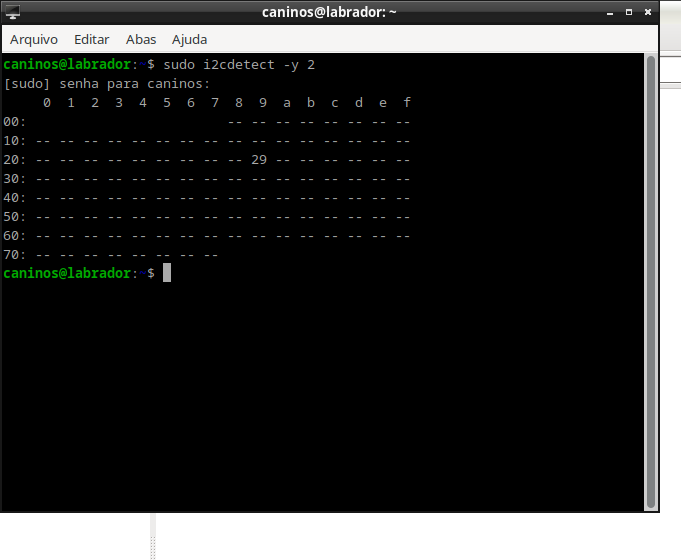 caninos@labrador: ~
Arquivo Editar Abas Ajuda
caninos@labrador:~$ sudo i2cdetect -y 2
[sudo] senha para caninos:
     0  1  2  3  4  5  6  7  8  9  a  b  c  d  e  f
00:                         -- -- -- -- -- -- -- --
10: -- -- -- -- -- -- -- -- -- -- -- -- -- -- -- --
20: -- -- -- -- -- -- -- -- -- 29 -- -- -- -- -- --
30: -- -- -- -- -- -- -- -- -- -- -- -- -- -- -- --
40: -- -- -- -- -- -- -- -- -- -- -- -- -- -- -- --
50: -- -- -- -- -- -- -- -- -- -- -- -- -- -- -- --
60: -- -- -- -- -- -- -- -- -- -- -- -- -- -- -- --
70: -- -- -- -- -- -- -- --
caninos@labrador:~$